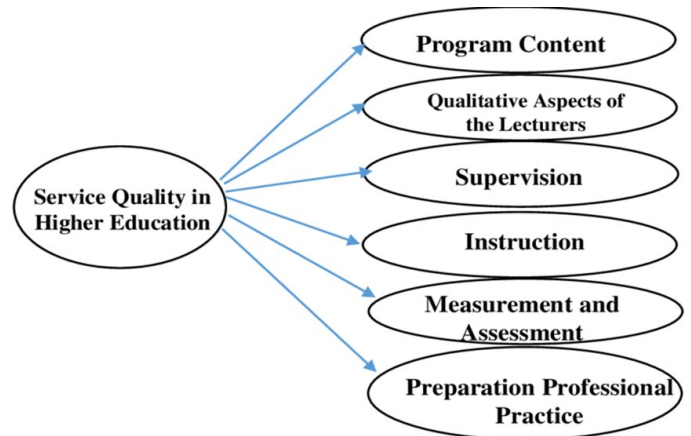 Program Content
Qualitative Aspects of
the Lecturers
Service Quality in
Higher Education
Supervision
Instruction
Measurement and
Assessment
Preparation Professional
Practice